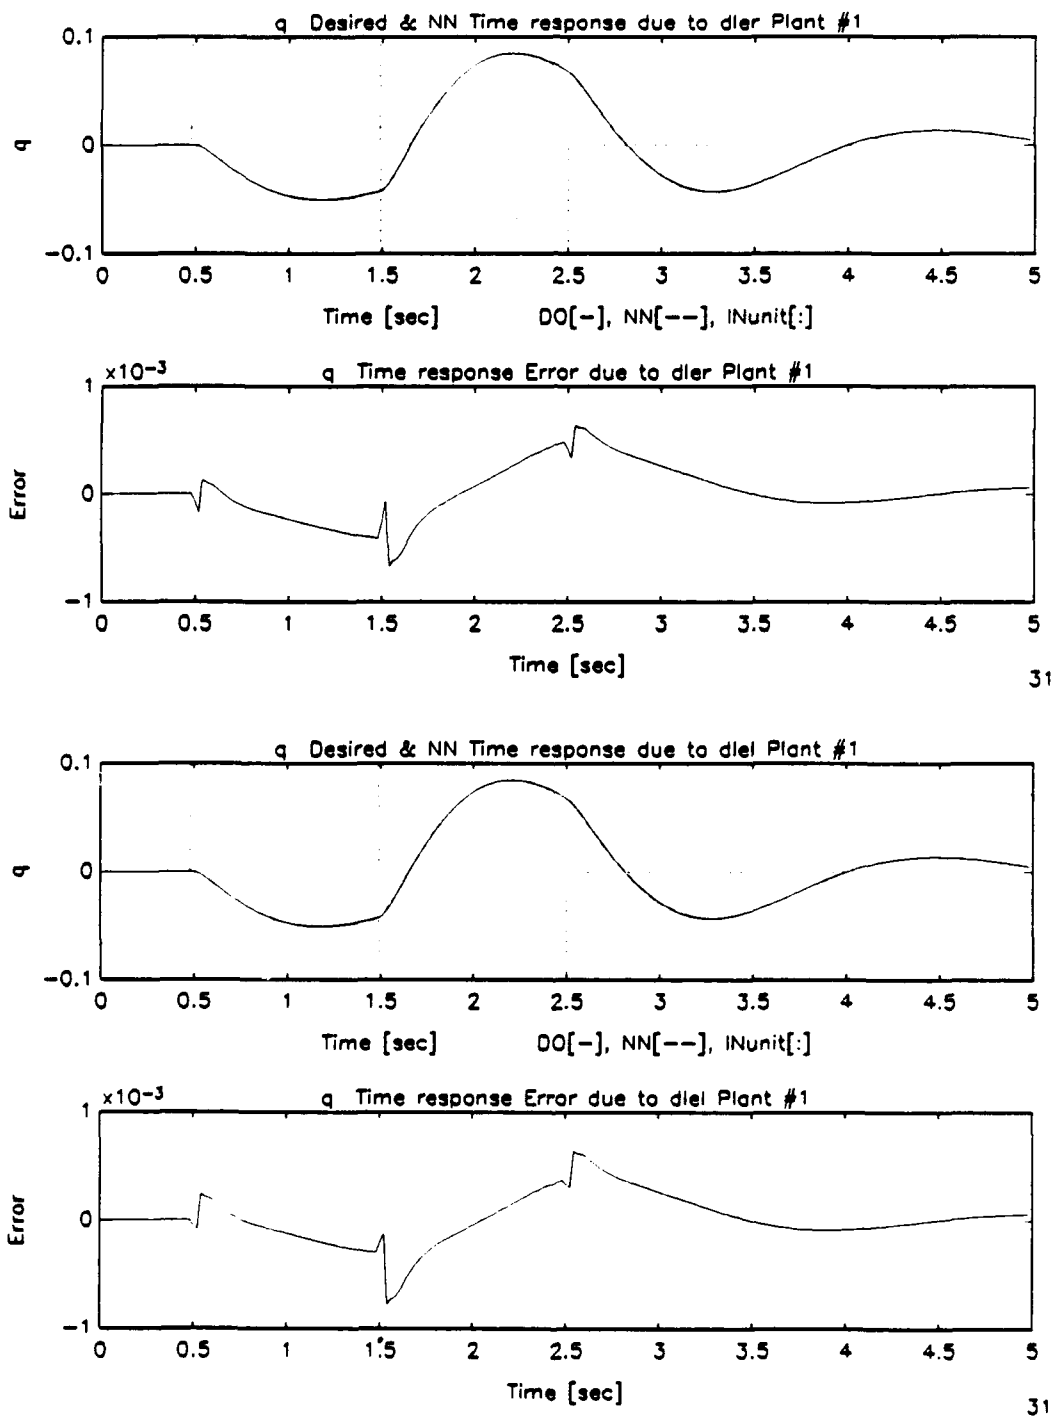 q Desired & NN Time response due to dler Plant #1
0.1
0
-0.1
q
0 0.5 1 1.5 2 2.5 3 3.5 4 4.5 5
Time [sec] DO[-], NN[--], INunit[:]
x10-3 q Time response Error due to dler Plant #1
1
0
-1
Error
0 0.5 1 1.5 2 2.5 3 3.5 4 4.5 5
Time [sec]
31
q Desired & NN Time response due to dlel Plant #1
0.1
0
-0.1
q
0 0.5 1 1.5 2 2.5 3 3.5 4 4.5 5
Time [sec] DO[-], NN[--], INunit[:]
x10-3 q Time response Error due to dlel Plant #1
1
0
-1
Error
0 0.5 1 1.5 2 2.5 3 3.5 4 4.5 5
Time [sec]
31